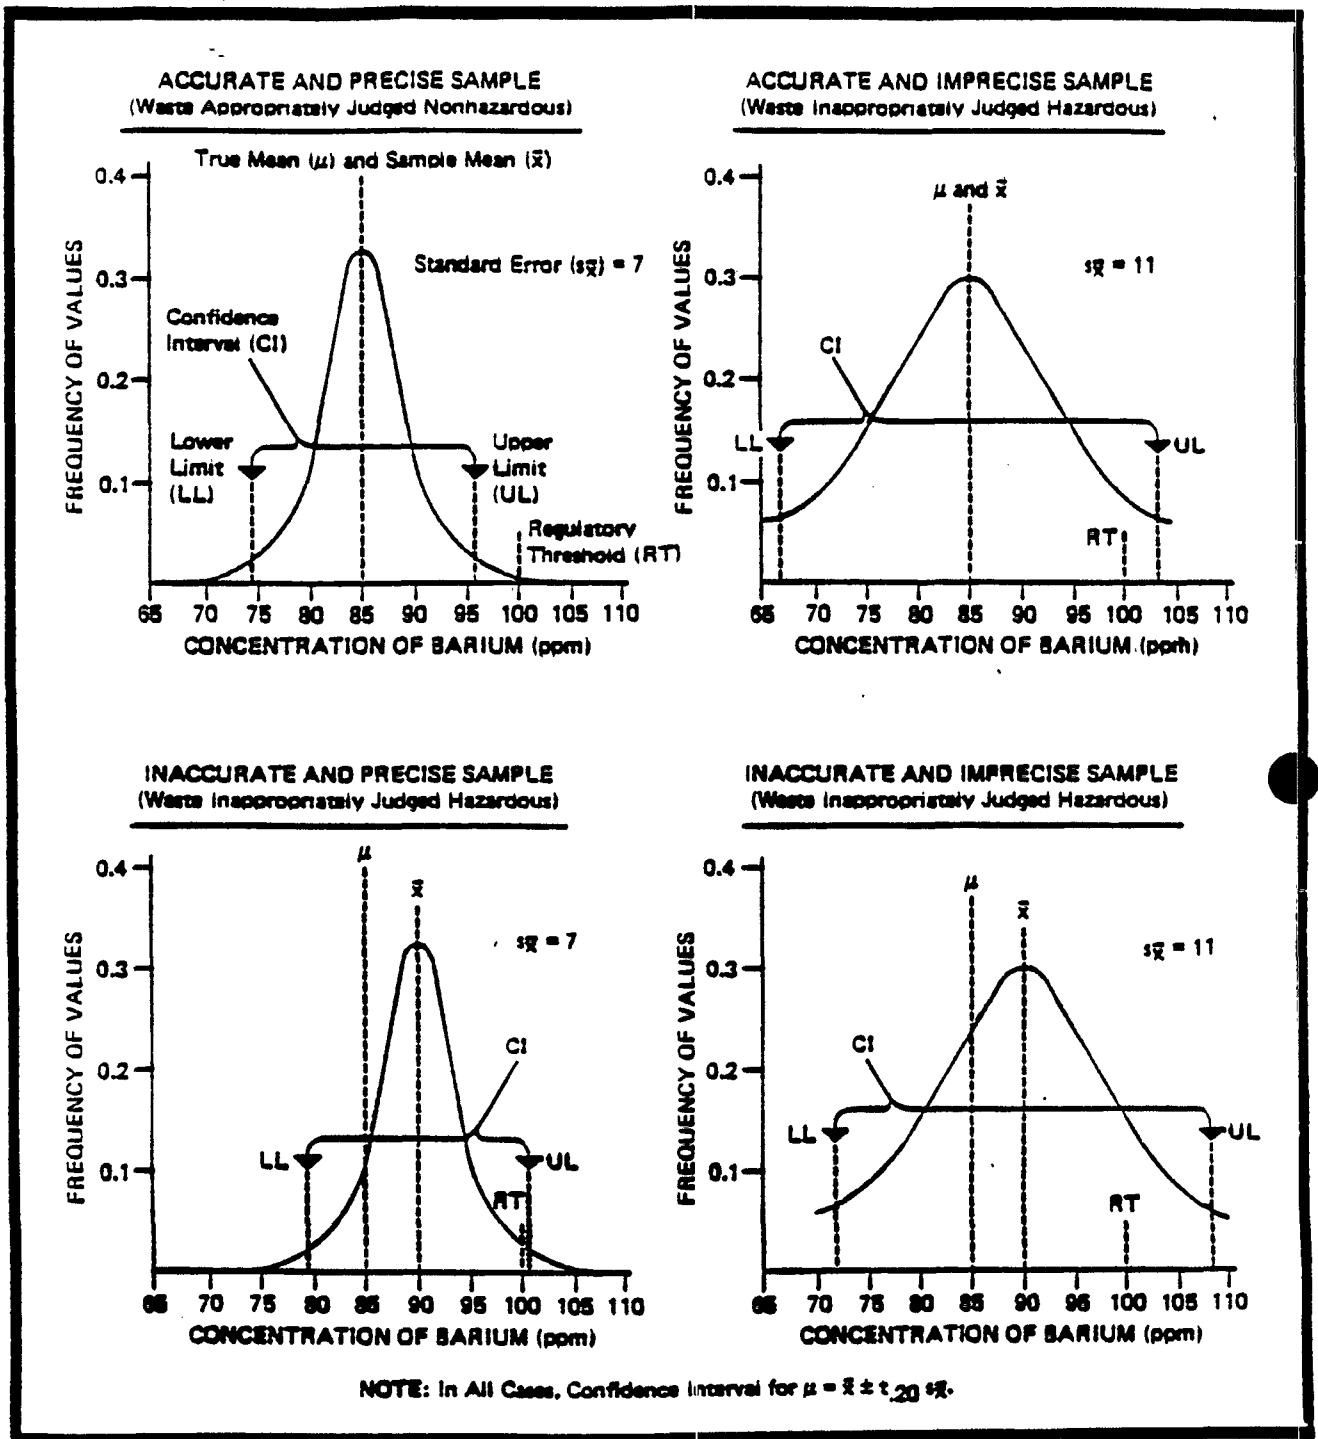 ACCURATE AND PRECISE SAMPLE
(Waste Appropriately Judged Nonhazardous)
True Mean (μ) and Sample Mean (x̄)
0.4
0.3
0.2
0.1
FREQUENCY OF VALUES
Standard Error (sx̄) = 7
Confidence
Interval (CI)
Lower
Limit
(LL)
Upper
Limit
(UL)
Regulatory
Threshold (RT)
65 70 75 80 85 90 95 100 105 110
CONCENTRATION OF BARIUM (ppm)
ACCURATE AND IMPRECISE SAMPLE
(Waste Inappropriately Judged Hazardous)
μ and x̄
0.4
0.3
0.2
0.1
FREQUENCY OF VALUES
sx̄ = 11
CI
LL
UL
RT
65 70 75 80 85 90 95 100 105 110
CONCENTRATION OF BARIUM (ppm)
INACCURATE AND PRECISE SAMPLE
(Waste Inappropriately Judged Hazardous)
μ
x̄
0.4
0.3
0.2
0.1
FREQUENCY OF VALUES
sx̄ = 7
CI
LL
UL
RT
65 70 75 80 85 90 95 100 105 110
CONCENTRATION OF BARIUM (ppm)
INACCURATE AND IMPRECISE SAMPLE
(Waste Inappropriately Judged Hazardous)
μ
x̄
0.4
0.3
0.2
0.1
FREQUENCY OF VALUES
sx̄ = 11
CI
LL
UL
RT
65 70 75 80 85 90 95 100 105 110
CONCENTRATION OF BARIUM (ppm)
NOTE: In All Cases, Confidence Interval for μ = x̄ ± t.20 sx̄.